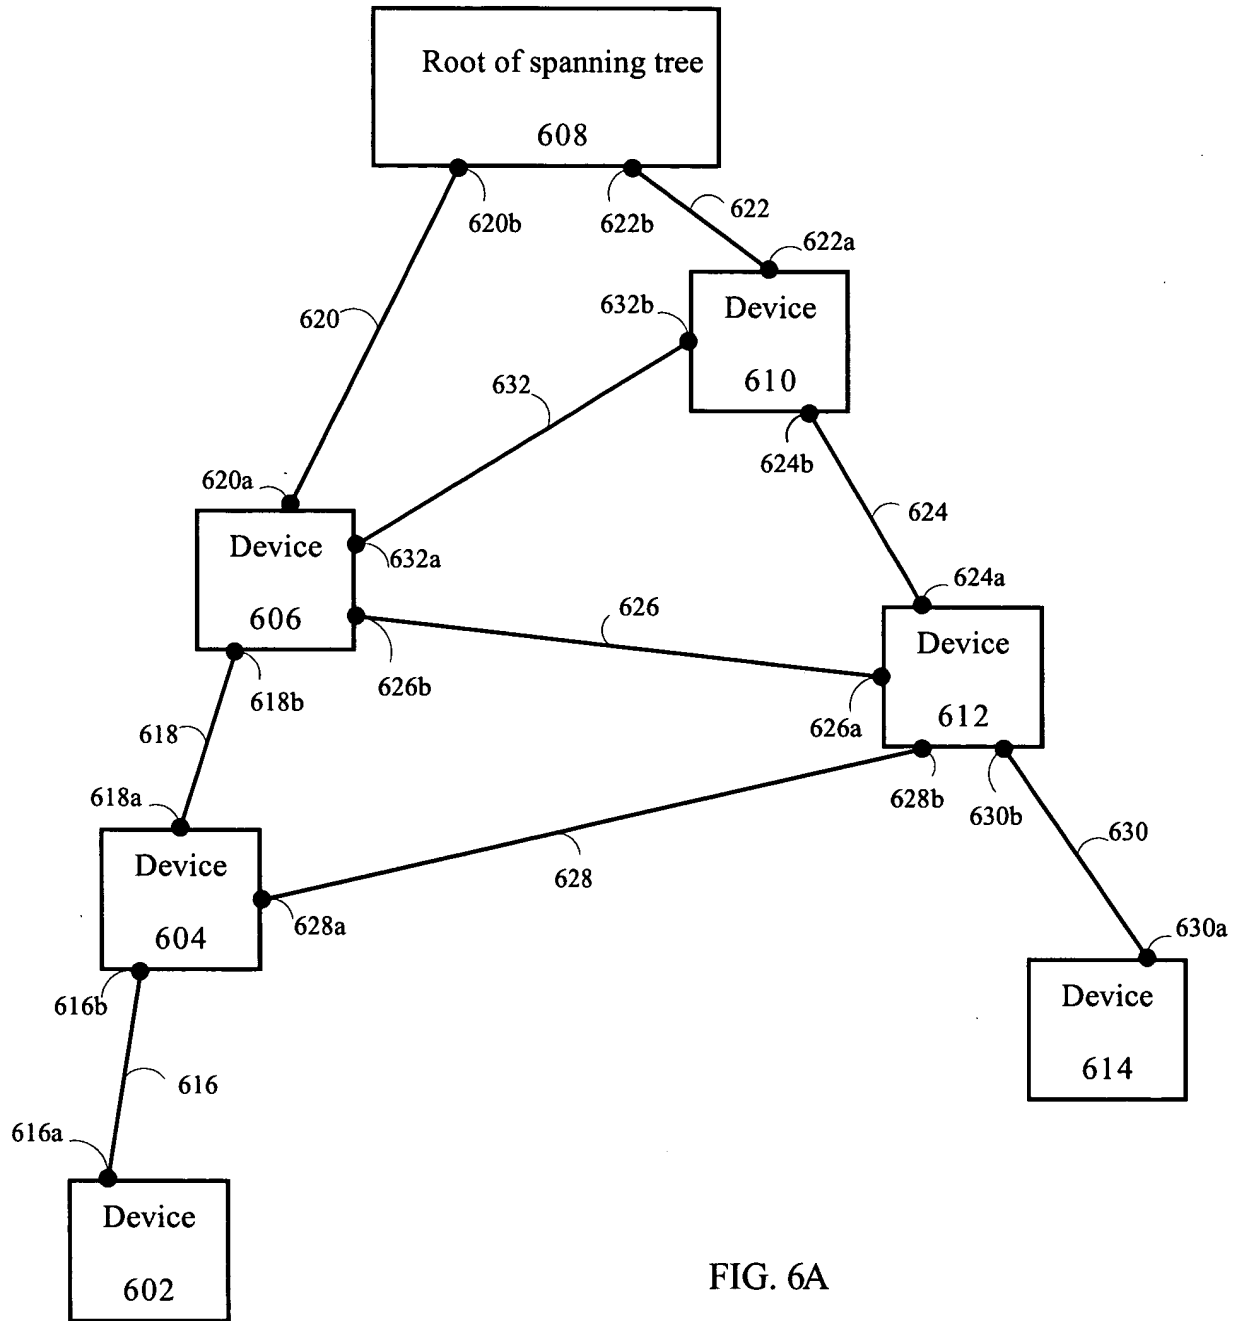 Root of spanning tree
608
620b
622b
622
622a
620
632b
Device
610
632
624b
620a
624
Device
606
632a
624a
626
Device
612
618b
626b
626a
618
618a
628b
630b
630
Device
604
628
628a
630a
616b
Device
614
616
616a
Device
602
FIG. 6A